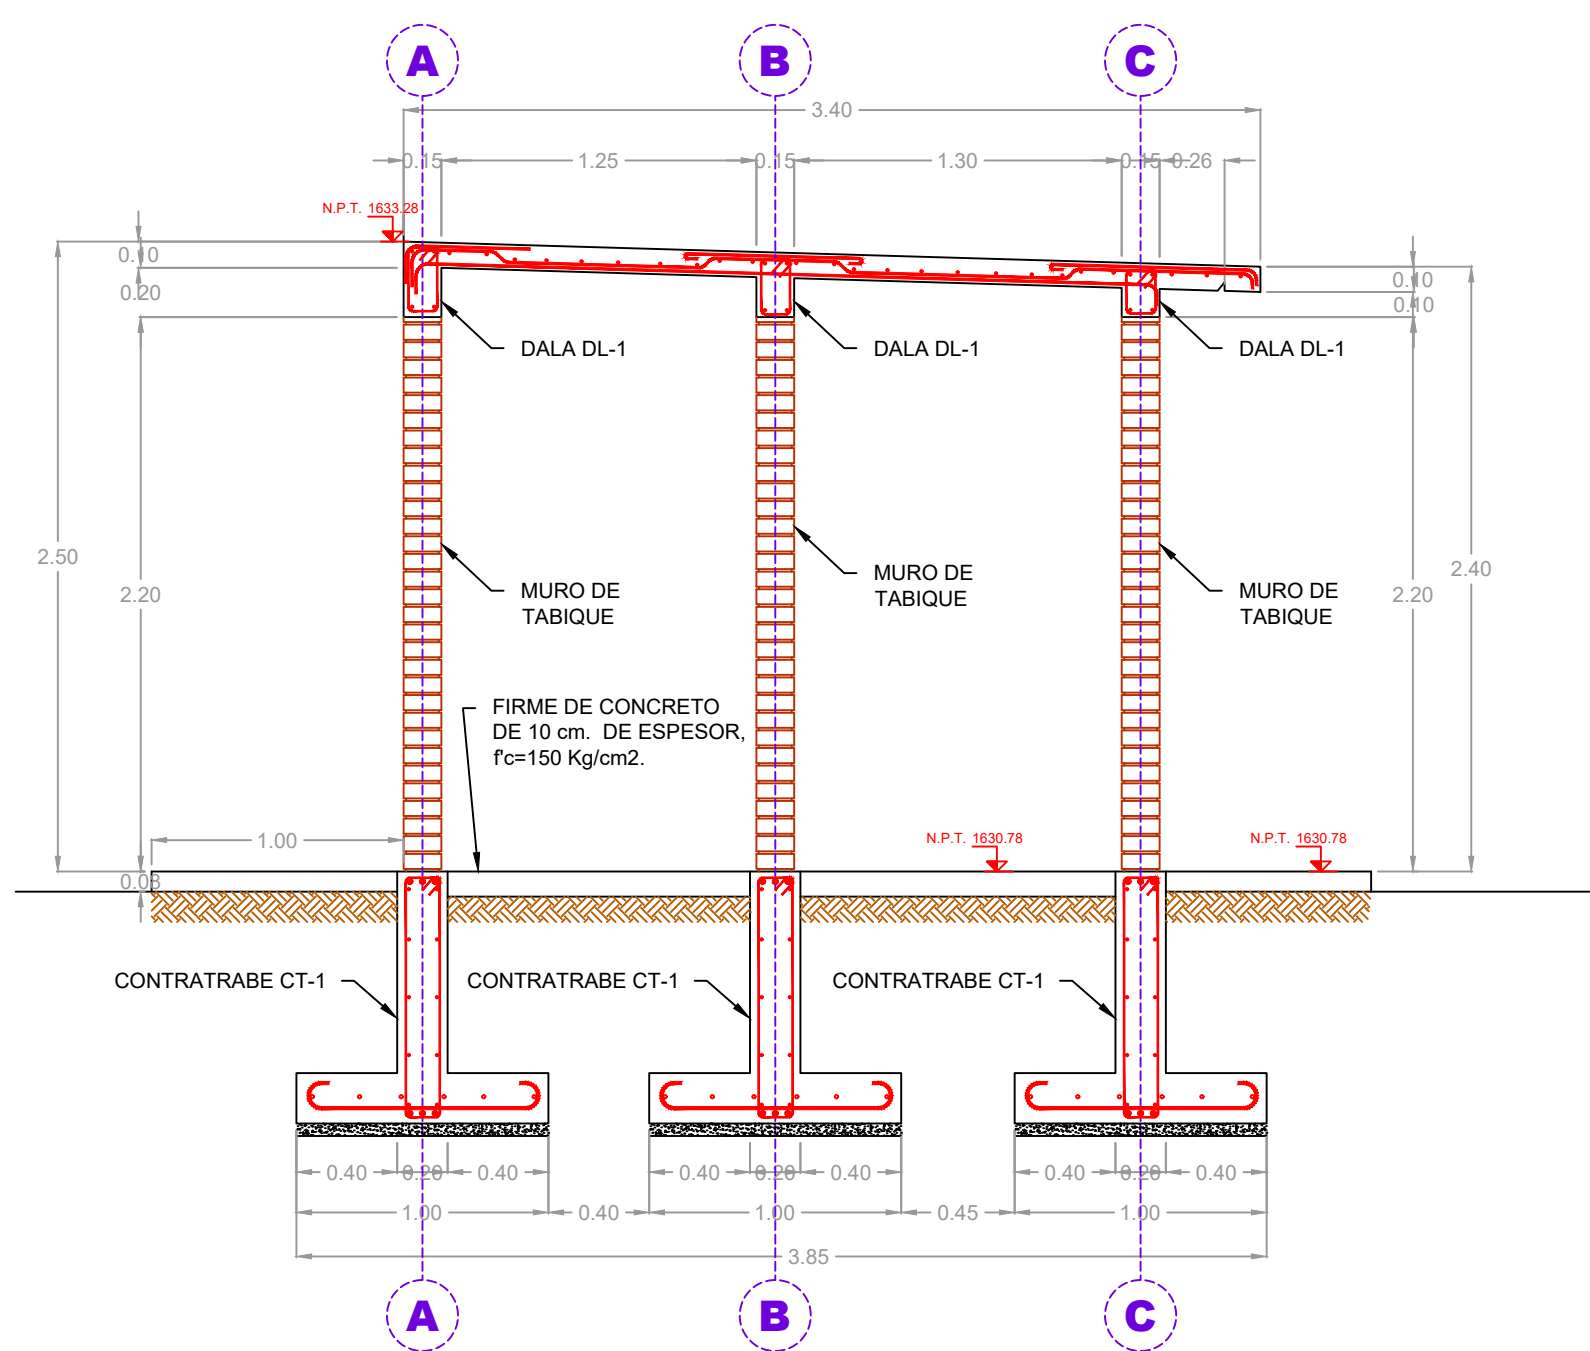 A
B
C
3.40
0.15
1.25
0.15
1.30
0.15
0.26
N.P.T. 1633.28
0.10
0.20
0.10
0.10
DALA DL-1
DALA DL-1
DALA DL-1
2.50
2.20
2.40
2.20
MURO DE
TABIQUE
MURO DE
TABIQUE
MURO DE
TABIQUE
FIRME DE CONCRETO
DE 10 cm. DE ESPESOR,
f'c=150 Kg/cm2.
1.00
N.P.T. 1630.78
N.P.T. 1630.78
0.08
CONTRATRABE CT-1
CONTRATRABE CT-1
CONTRATRABE CT-1
0.40
0.20
0.40
0.40
0.20
0.40
0.40
0.20
0.40
1.00
0.40
1.00
0.45
1.00
3.85
A
B
C